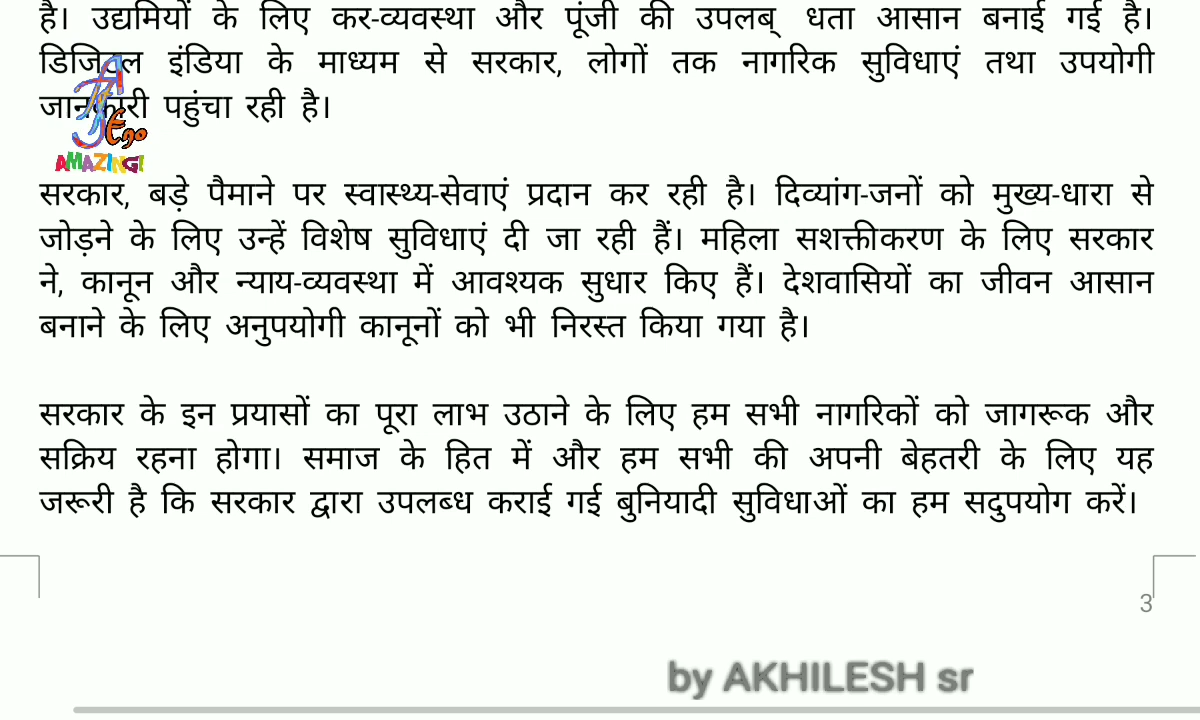 है। उद्यमियों के लिए कर-व्यवस्था और पूंजी की उपलब् धता आसान बनाई गई है।
डिजिटल इंडिया के माध्यम से सरकार, लोगों तक नागरिक सुविधाएं तथा उपयोगी
जानकारी पहुंचा रही है।
Ego
AMAZING!
सरकार, बड़े पैमाने पर स्वास्थ्य-सेवाएं प्रदान कर रही है। दिव्यांग-जनों को मुख्य-धारा से
जोड़ने के लिए उन्हें विशेष सुविधाएं दी जा रही हैं। महिला सशक्तीकरण के लिए सरकार
ने, कानून और न्याय-व्यवस्था में आवश्यक सुधार किए हैं। देशवासियों का जीवन आसान
बनाने के लिए अनुपयोगी कानूनों को भी निरस्त किया गया है।
सरकार के इन प्रयासों का पूरा लाभ उठाने के लिए हम सभी नागरिकों को जागरूक और
सक्रिय रहना होगा। समाज के हित में और हम सभी की अपनी बेहतरी के लिए यह
जरूरी है कि सरकार द्वारा उपलब्ध कराई गई बुनियादी सुविधाओं का हम सदुपयोग करें।
3
by AKHILESH sr